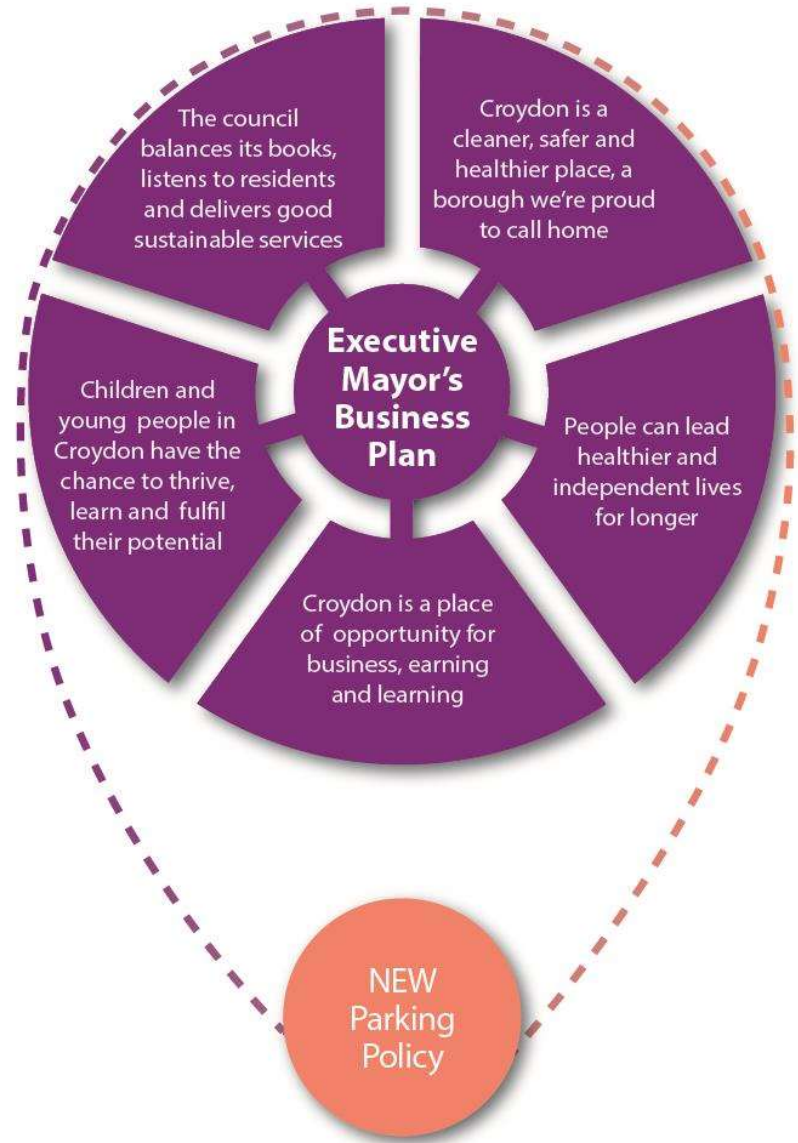 The council
balances its books,
listens to residents
and delivers good
sustainable services
Croydon is a
cleaner, safer and
healthier place, a
borough we're proud
to call home
Executive
Mayor's
Business
Plan
Children and
young people in
Croydon have the
chance to thrive,
learn and fulfil
their potential
People can lead
healthier and
independent lives
for longer
Croydon is a place
of opportunity for
business, earning
and learning
NEW
Parking
Policy